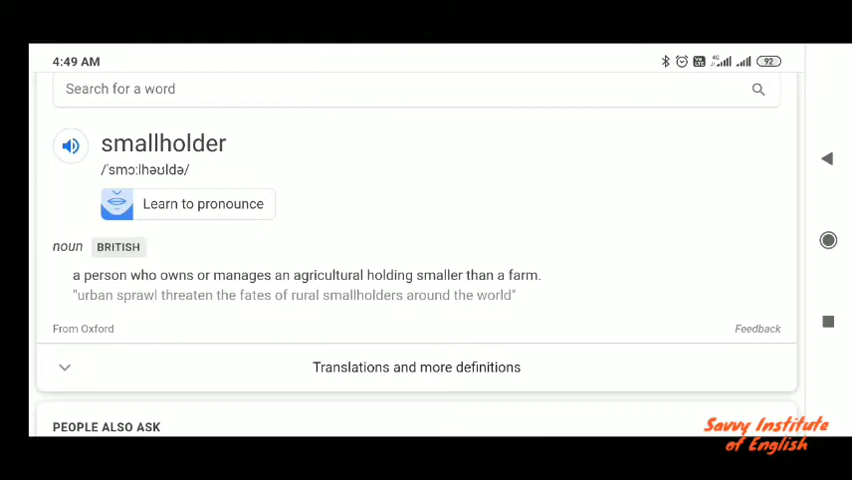 4:49 AM
4G
VoLTE
92
Search for a word
smallholder
/ˈsmɔːlhəʊldə/
Learn to pronounce
noun BRITISH
a person who owns or manages an agricultural holding smaller than a farm.
"urban sprawl threaten the fates of rural smallholders around the world"
From Oxford
Feedback
Translations and more definitions
PEOPLE ALSO ASK
Savvy Institute
of English